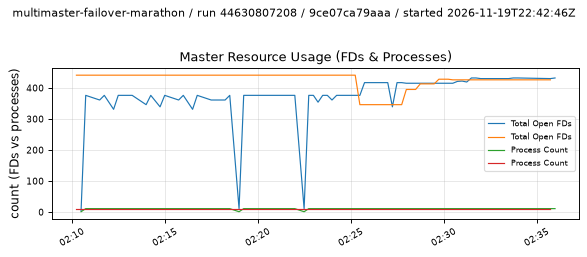 multimaster-failover-marathon / run 44630807208 / 9ce07ca79aaa / started 2026-11-19T22:42:46Z
Master Resource Usage (FDs & Processes)
count (FDs vs processes)
400
300
200
100
0
Total Open FDs
Total Open FDs
Process Count
Process Count
02:10
02:15
02:20
02:25
02:30
02:35